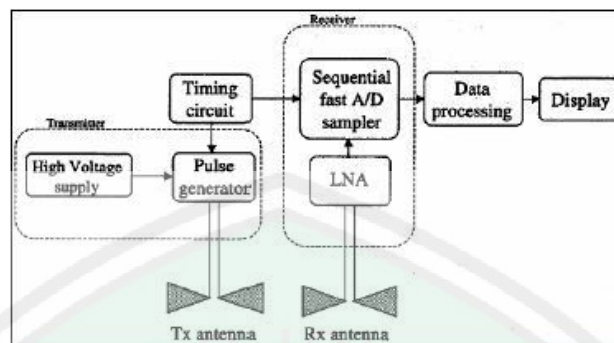 Receiver
Timing
circuit
Sequential
fast A/D
sampler
Data
processing
Display
Transmitter
High Voltage
supply
Pulse
generator
LNA
Tx antenna
Rx antenna